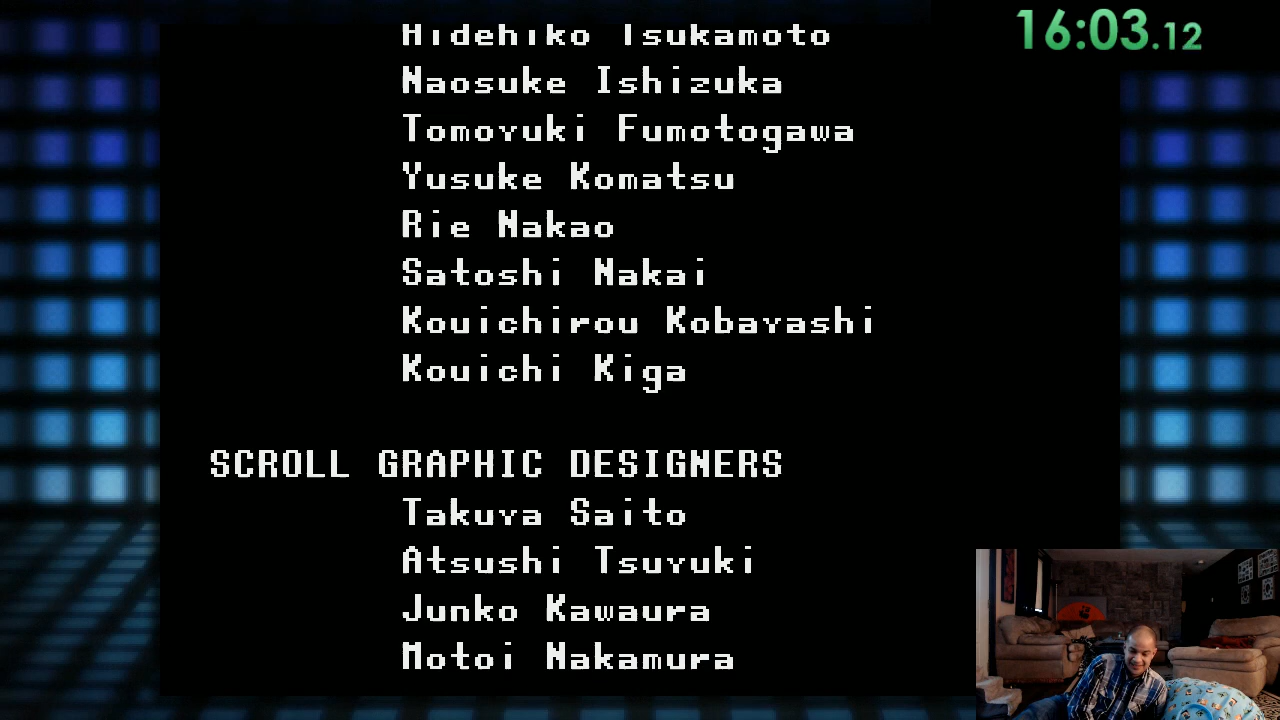 Hidehiko Tsukamoto
16:03.12
Naosuke Ishizuka
Tomoyuki Fumotogawa
Yusuke Komatsu
Rie Nakao
Satoshi Nakai
Kouichirou Kobayashi
Kouichi Kiga
SCROLL GRAPHIC DESIGNERS
Takuya Saito
Atsushi Tsuyuki
Junko Kawaura
Motoi Nakamura